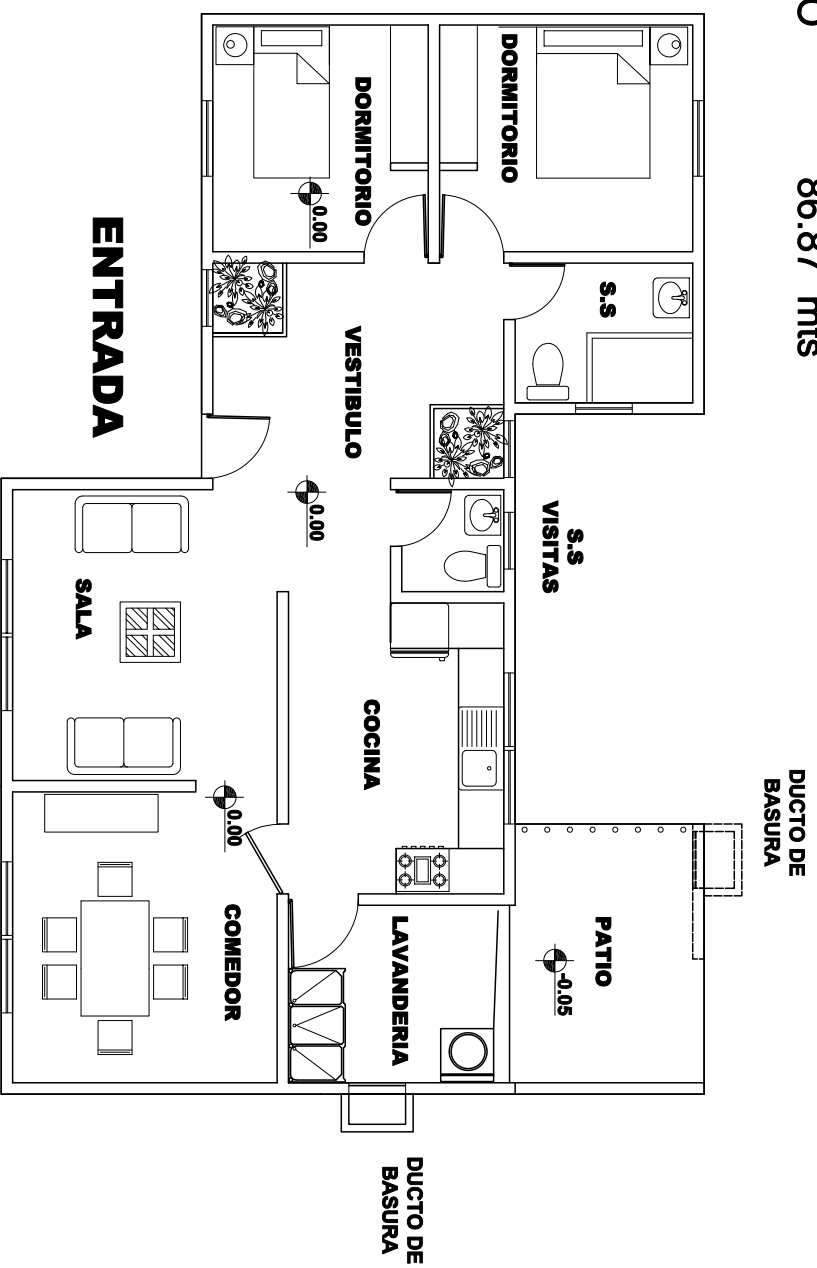 86.87 mts
DUCTO DE
BASURA
S.S
PATIO
S.S
VISITAS
-0.05
DORMITORIO
DUCTO DE
BASURA
LAVANDERIA
COCINA
DORMITORIO
VESTIBULO
0.00
0.00
0.00
COMEDOR
ENTRADA
SALA